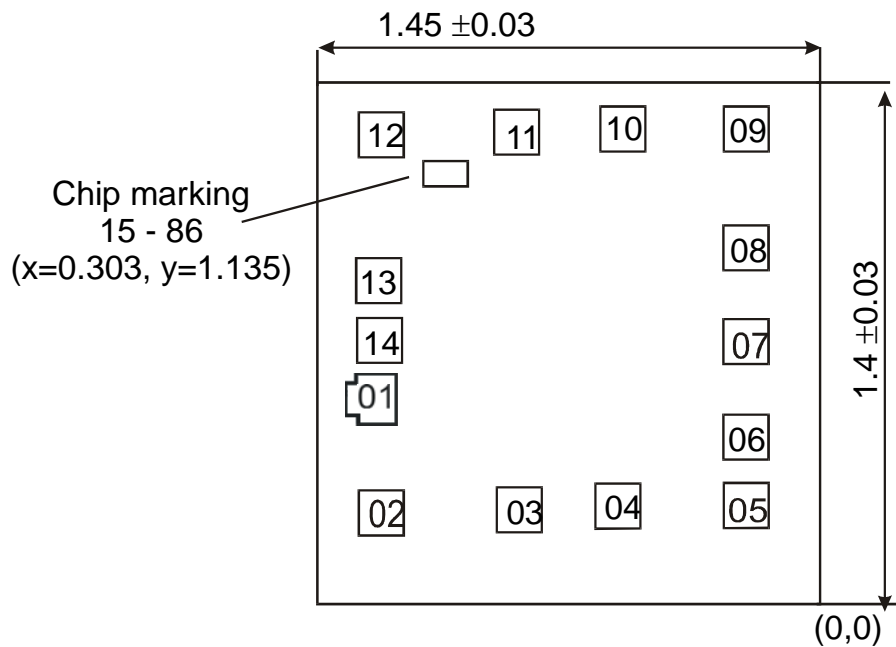 1.45 ±0.03
12 11 10 09
Chip marking
15 - 86
(x=0.303, y=1.135)
08
13
1.4 ±0.03
14 07
01
06
02 03 04 05
(0,0)